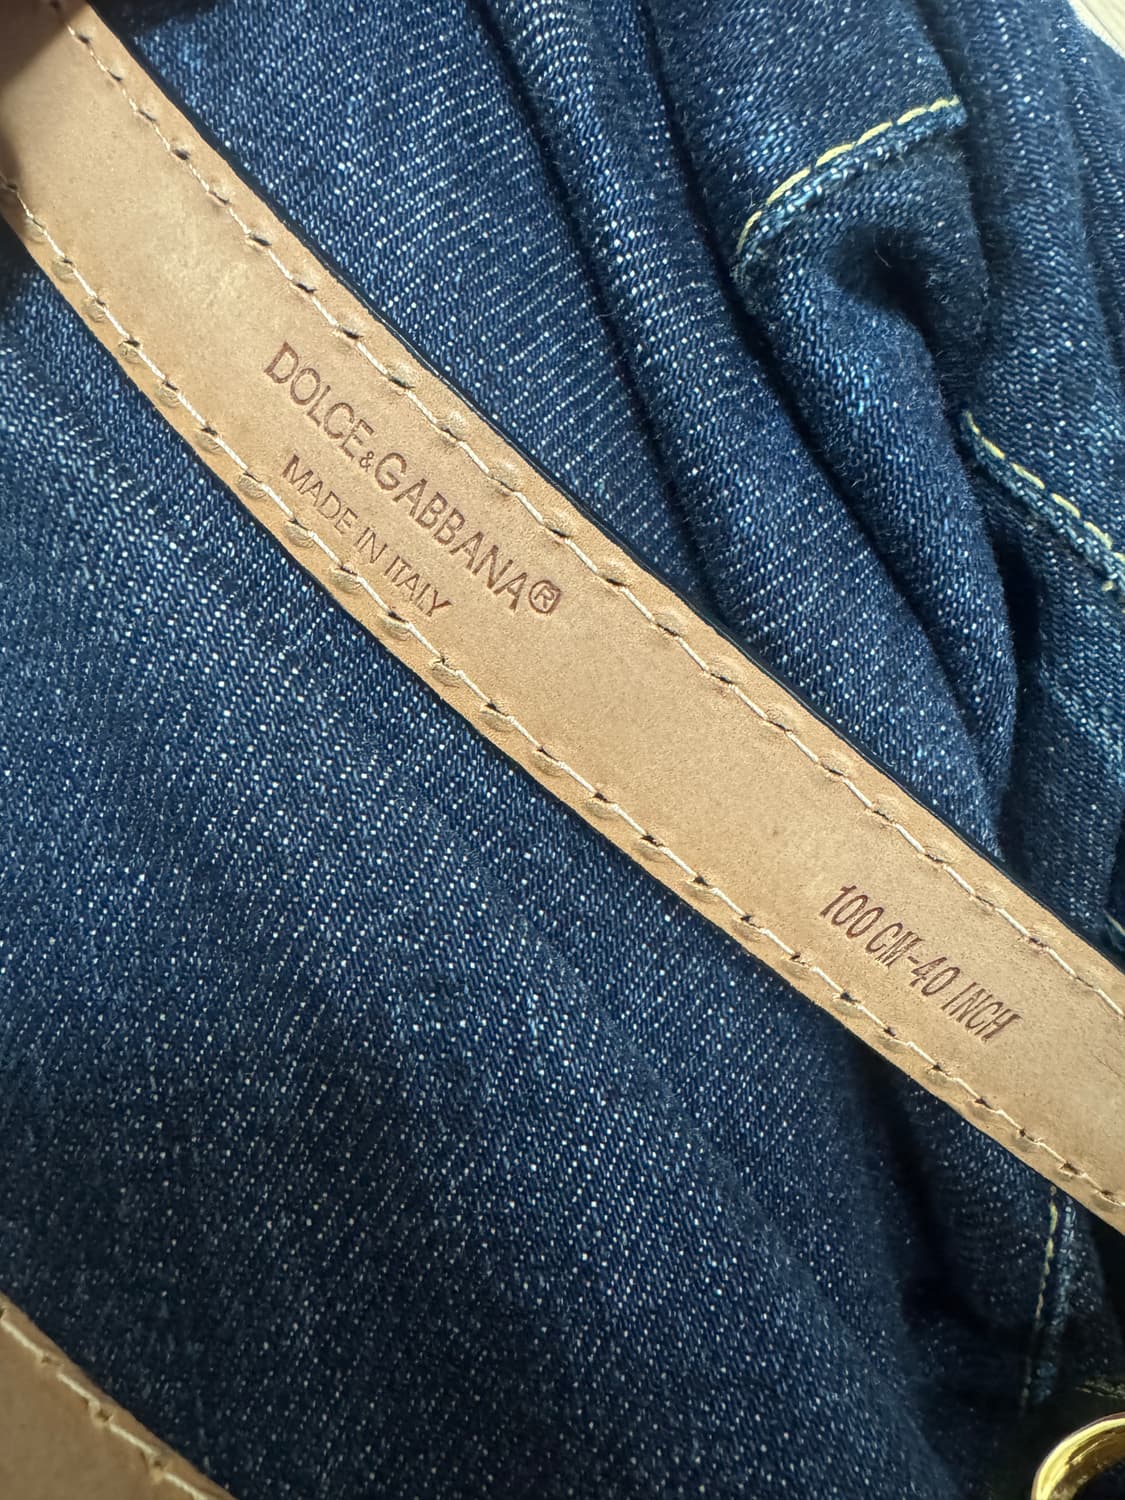 DOLCE&GABBANA®
MADE IN ITALY
100 CM-40 INCH